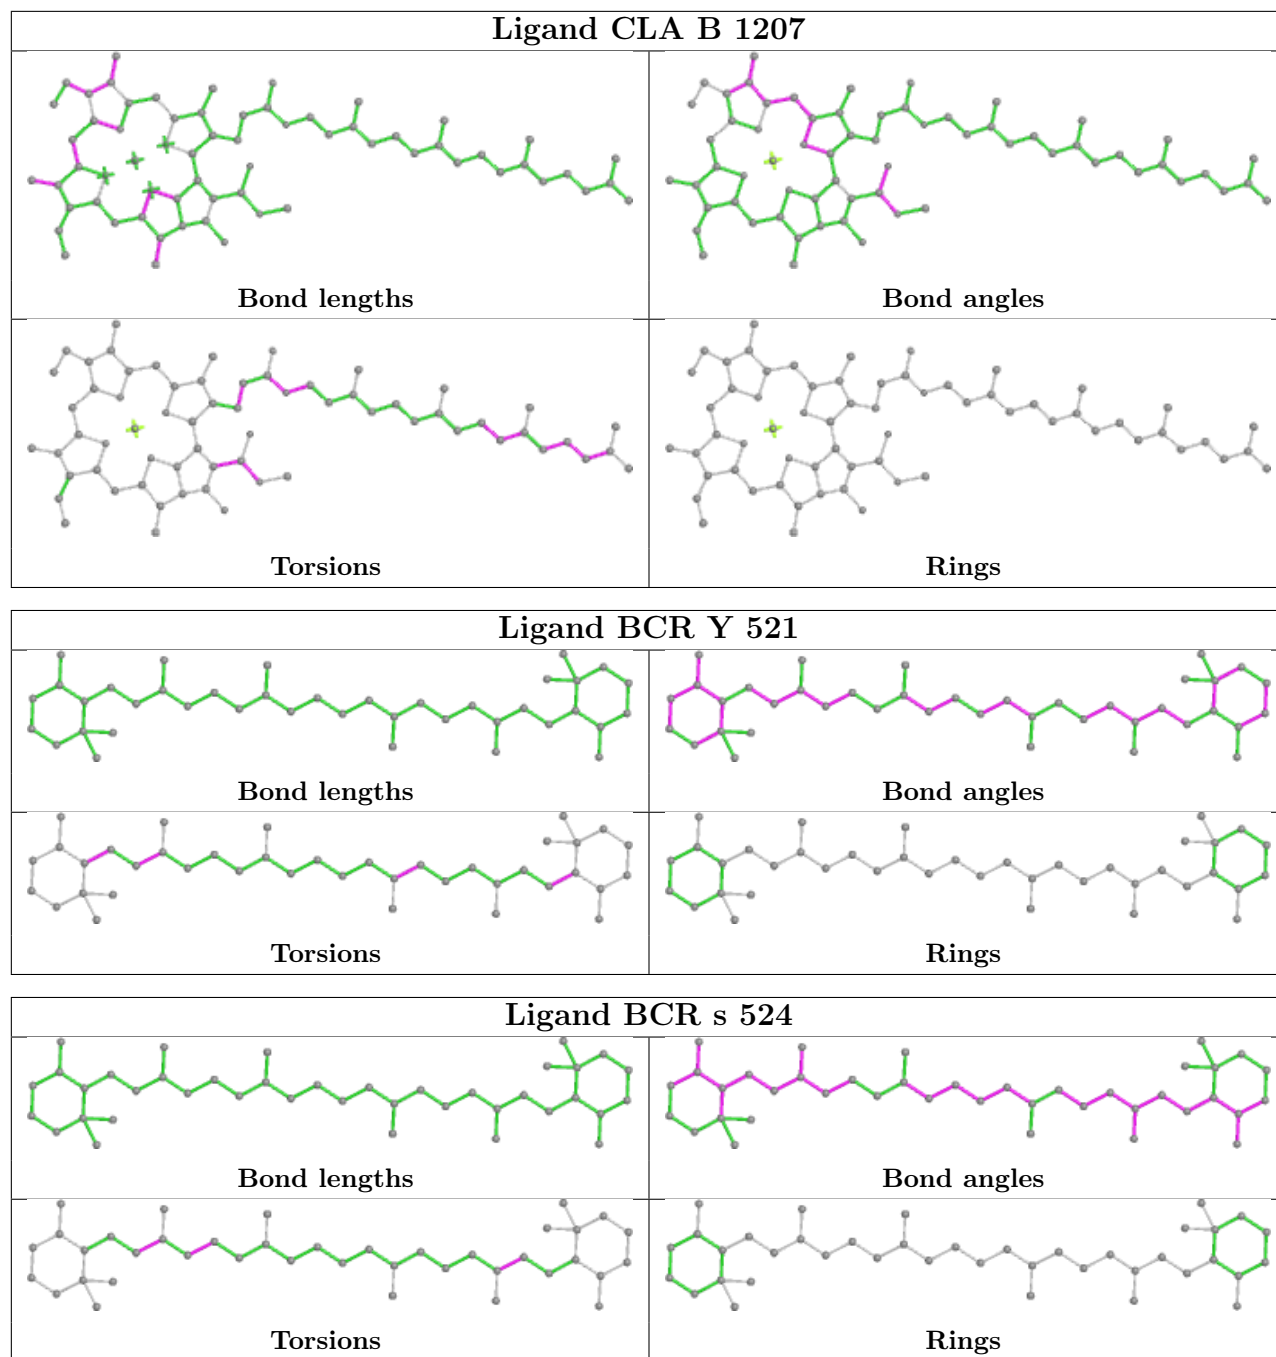 Ligand CLA B 1207
Bond lengths
Bond angles
Torsions
Rings
Ligand BCR Y 521
Bond lengths
Bond angles
Torsions
Rings
Ligand BCR s 524
Bond lengths
Bond angles
Torsions
Rings